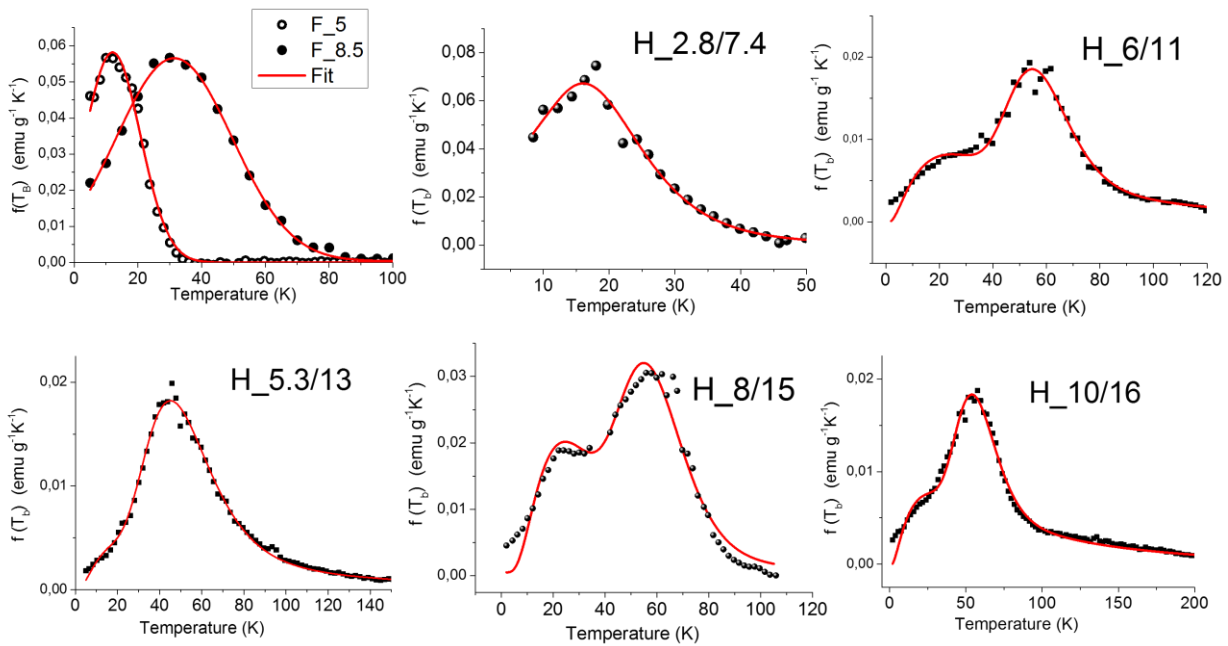 F_5
F_8.5
Fit
0,06
0,05
0,04
0,03
0,02
0,01
0,00
f(T_B) (emu g⁻¹ K⁻¹)
0 20 40 60 80 100
Temperature (K)
H_2.8/7.4
0,08
0,06
0,04
0,02
0,00
f (T_b) (emu g⁻¹K⁻¹)
10 20 30 40 50
Temperature (K)
H_6/11
0,02
0,01
0,00
f (T_b) (emu g⁻¹K⁻¹)
0 20 40 60 80 100 120
Temperature (K)
H_5.3/13
0,02
0,01
0,00
f (T_b) (emu g⁻¹K⁻¹)
0 20 40 60 80 100 120 140
Temperature (K)
H_8/15
0,03
0,02
0,01
0,00
f (T_b) (emu g⁻¹K⁻¹)
0 20 40 60 80 100 120
Temperature (K)
H_10/16
0,02
0,01
0,00
f (T_b) (emu g⁻¹K⁻¹)
0 50 100 150 200
Temperature (K)